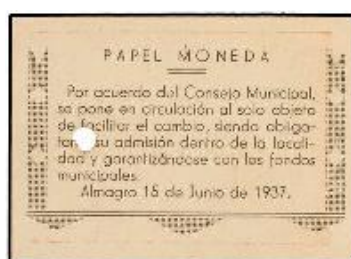 PAPEL MONEDA
Por acuerdo del Consejo Municipal,
se pone en circulación al solo objeto
de facilitar el cambio, siendo obliga-
su admisión dentro de la locali-
dad y garantizándose con los fondos
municipales.
Almagro 15 de Junio de 1937.